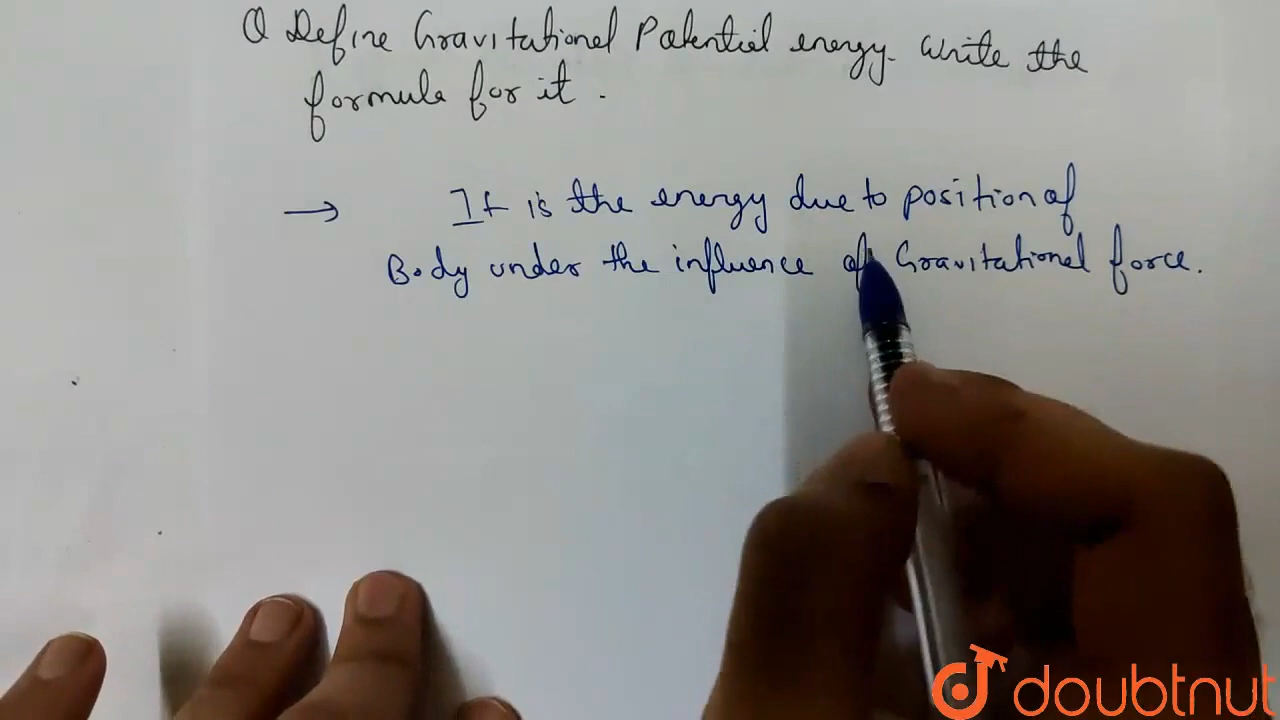 Q Define Gravitational Potential energy. Write the
formula for it.
→ It is the energy due to position of
Body under the influence of Gravitational force.
doubtnut